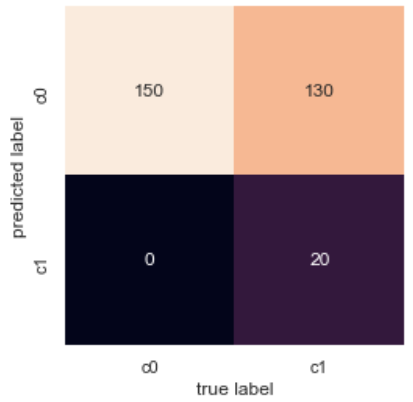 c0
150 130
predicted label
c1
0 20
c0 c1
true label